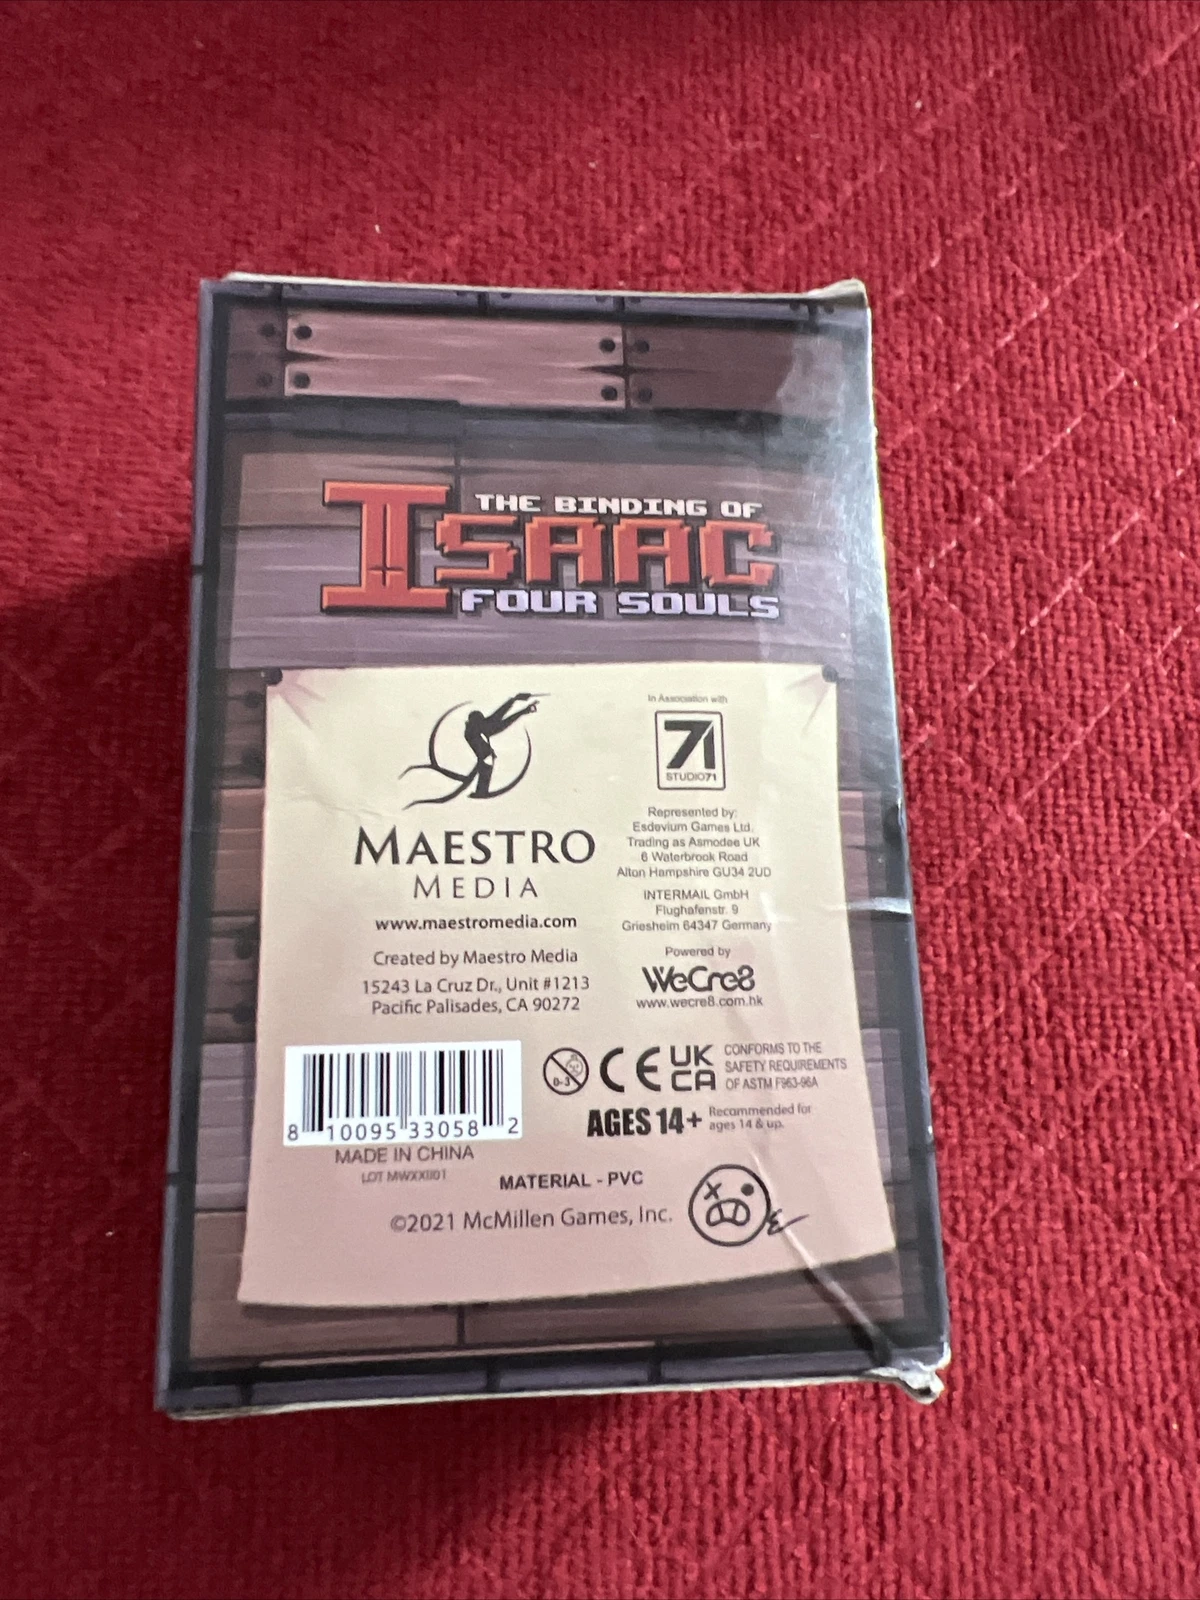 THE BINDING OF
ISAAC
FOUR SOULS
MAESTRO
MEDIA
www.maestromedia.com
Created by Maestro Media
15243 La Cruz Dr., Unit #1213
Pacific Palisades, CA 90272
In Association with
71
STUDIO71
Represented by:
Esdevium Games Ltd.
Trading as Asmodee UK
6 Waterbrook Road
Alton Hampshire GU34 2UD
INTERMAIL GmbH
Flughafenstr. 9
Griesheim 64347 Germany
Powered by
WeCre8
www.wecre8.com.hk
8 10095 33058 2
MADE IN CHINA
LOT
0-3
CE
UK
CA
CONFORMS TO THE
SAFETY REQUIREMENTS
OF ASTM F963-96A
AGES 14+
Recommended for
ages 14 & up.
MATERIAL - PVC
©2021 McMillen Games, Inc.